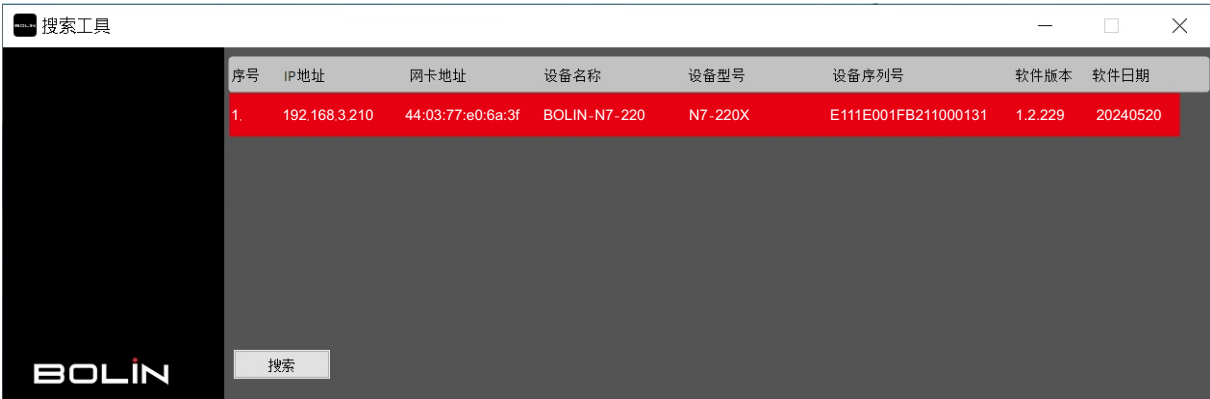 BOLIN 搜索工具
序号 IP地址 网卡地址 设备名称 设备型号 设备序列号 软件版本 软件日期
1. 192.168.3.210 44:03:77:e0:6a:3f BOLIN-N7-220 N7-220X E111E001FB211000131 1.2.229 20240520
搜索
BOLIN